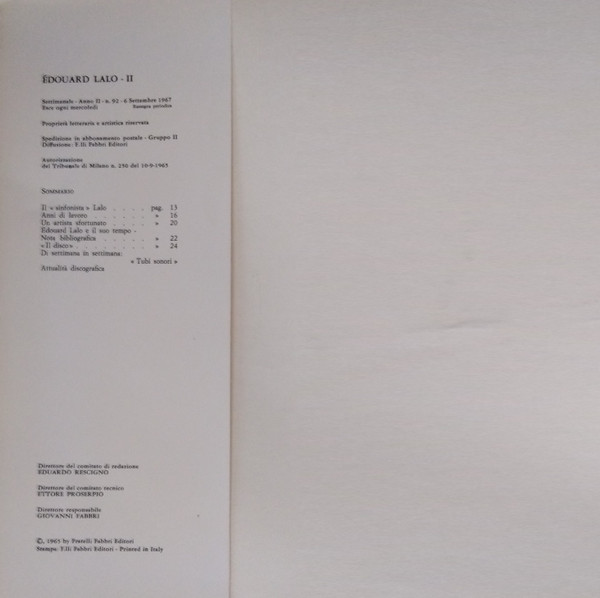 ÉDOUARD LALO - II
Settimanale - Anno II - n. 92 - 6 Settembre 1967
Esce ogni mercoledì Rassegna periodica
Proprietà letteraria e artistica riservata
Spedizione in abbonamento postale - Gruppo II
Diffusione: F.lli Fabbri Editori
Autorizzazione
del Tribunale di Milano n. 256 del 16-9-1965
SOMMARIO
Il « sinfonista » Lalo . . . . pag. 13
Anni di lavoro . . . . . . » 16
Un artista sfortunato . . . . » 20
Edouard Lalo e il suo tempo -
Nota bibliografica . . . . . » 22
« Il disco » . . . . . . . . » 24
Di settimana in settimana:
« Tubi sonori »
Attualità discografica
Direttore del comitato di redazione
EDUARDO RESCIGNO
Direttore del comitato tecnico
ETTORE PROSERPIO
Direttore responsabile
GIOVANNI FABBRI
©, 1965 by Fratelli Fabbri Editori
Stampa: F.lli Fabbri Editori - Printed in Italy